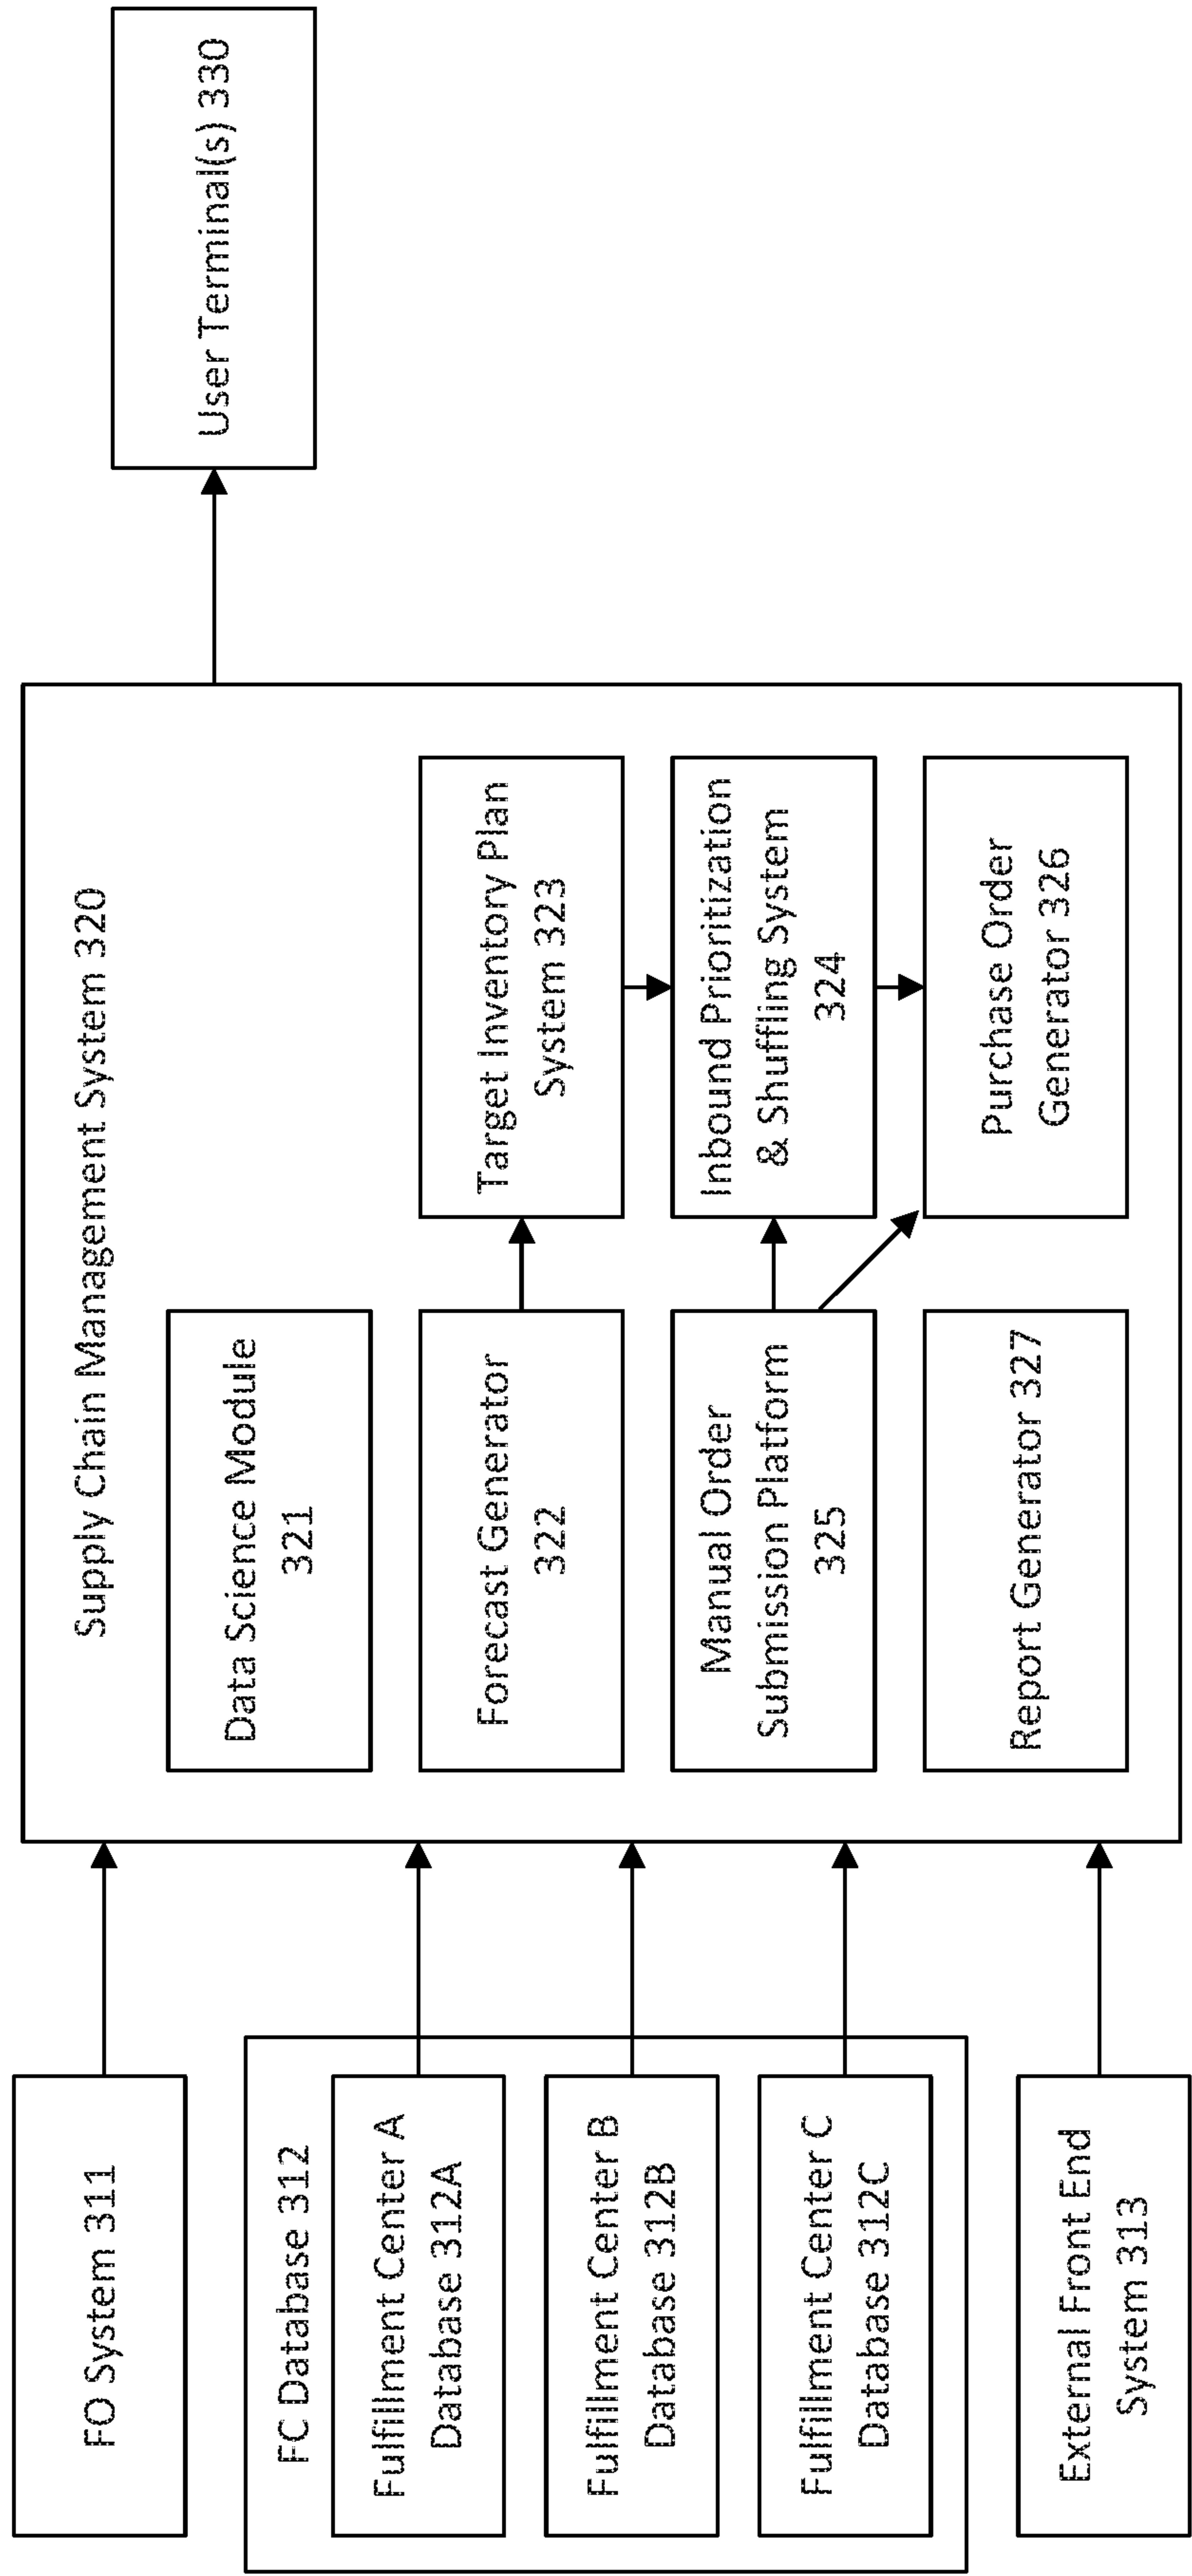 FO System 311
FC Database 312
Fulfillment Center A
Database 312A
Fulfillment Center B
Database 312B
Fulfillment Center C
Database 312C
External Front End
System 313
Supply Chain Management System 320
Data Science Module
321
Forecast Generator
322
Target Inventory Plan
System 323
Manual Order
Submission Platform
325
Inbound Prioritization
& Shuffling System
324
Report Generator 327
Purchase Order
Generator 326
User Terminal(s) 330